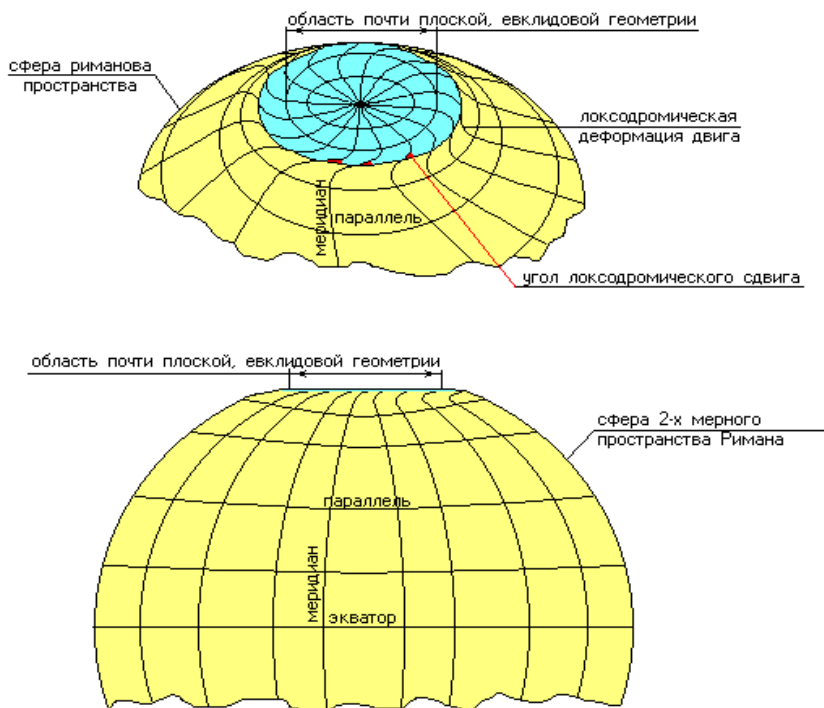 область почти плоской, евклидовой геометрии
сфера риманова
пространства
локсодромическая
деформация двига
параллель
меридиан
угол локсодромического сдвига
область почти плоской, евклидовой геометрии
сфера 2-х мерного
пространства Римана
параллель
меридиан
экватор